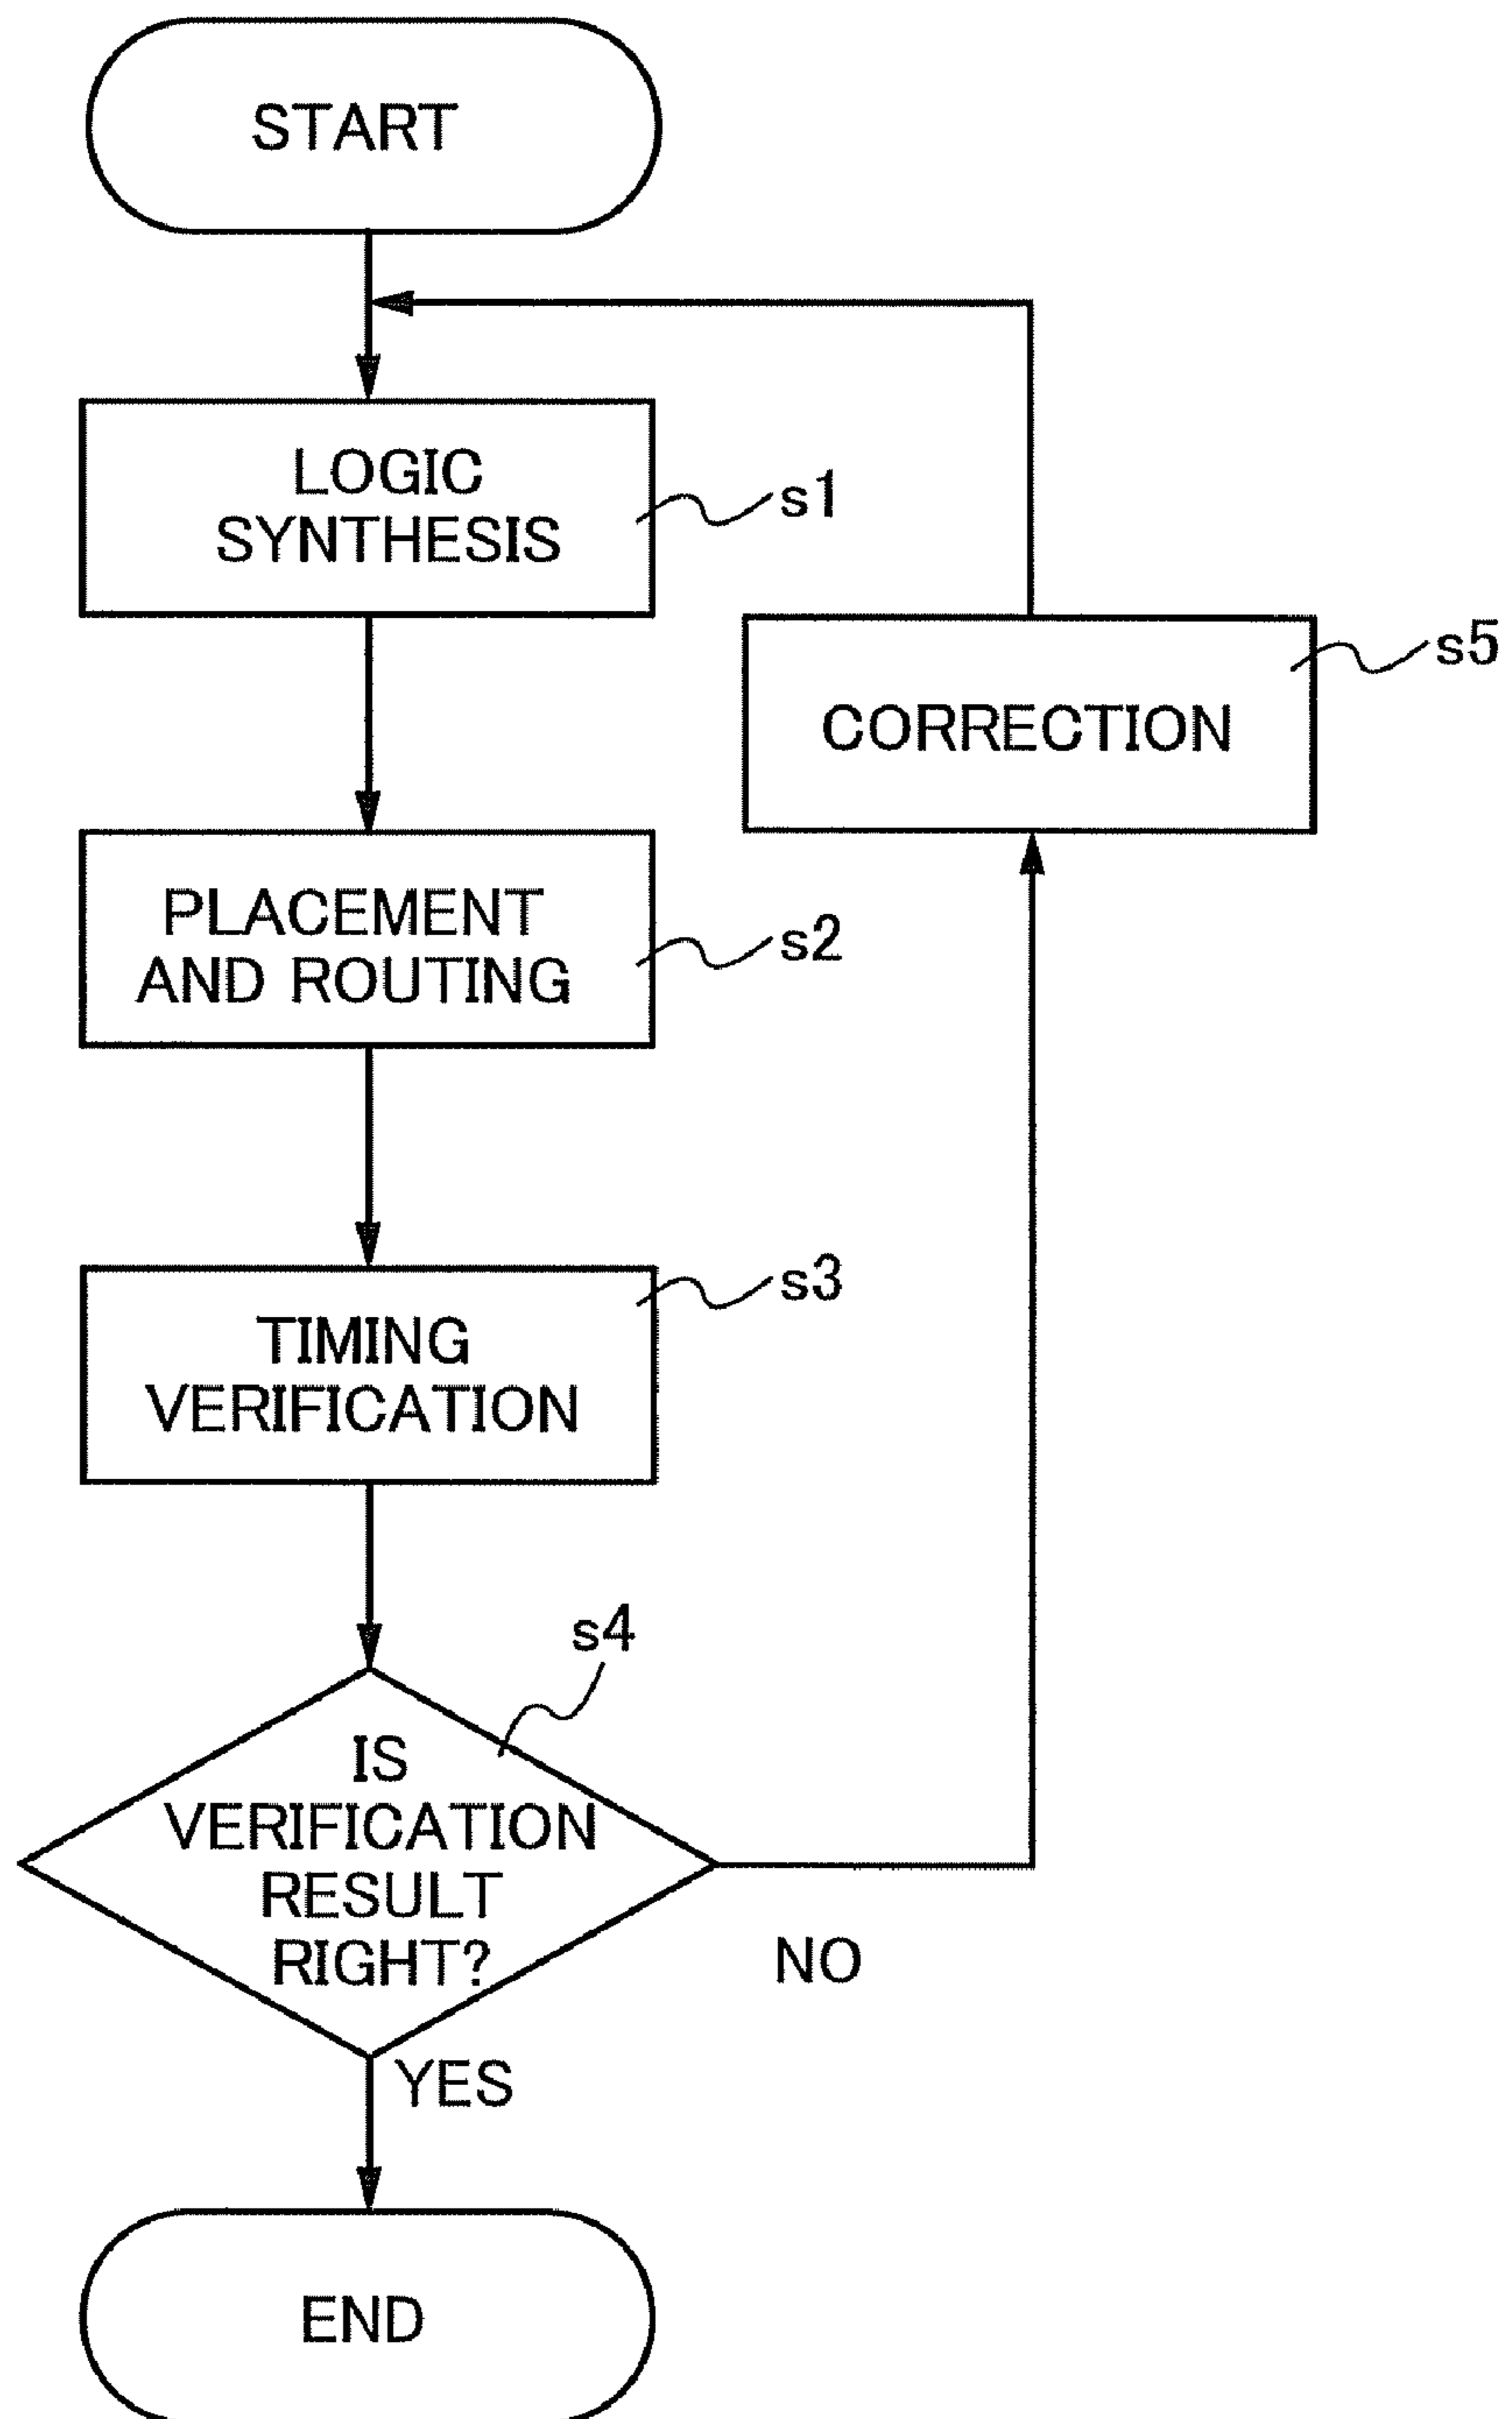 START
LOGIC
SYNTHESIS
s1
CORRECTION
s5
PLACEMENT
AND ROUTING
s2
TIMING
VERIFICATION
s3
s4
IS
VERIFICATION
RESULT
RIGHT?
NO
YES
END